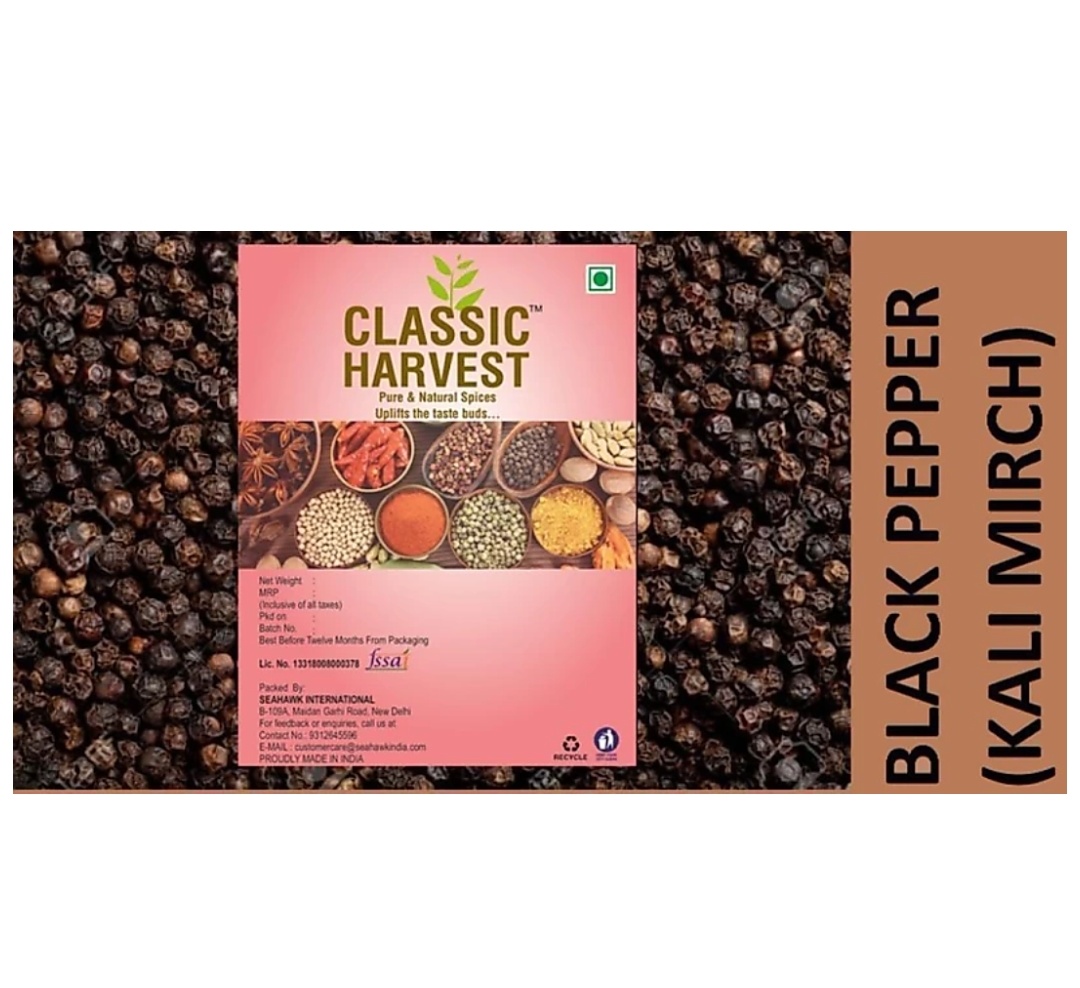 CLASSIC™
HARVEST
Pure & Natural Spices
Uplifts the taste buds...
Net Weight :
MRP :
(Inclusive of all taxes)
Pkd on :
Batch No. :
Best Before Twelve Months From Packaging
Lic. No. 13318008000378 fssai
Packed By:
SEAHAWK INTERNATIONAL
B-109A, Maidan Garhi Road, New Delhi
For feedback or enquiries, call us at
Contact No.: 9312645596
E-MAIL : customercare@seahawkindia.com
PROUDLY MADE IN INDIA
RECYCLE
BLACK PEPPER
(KALI MIRCH)